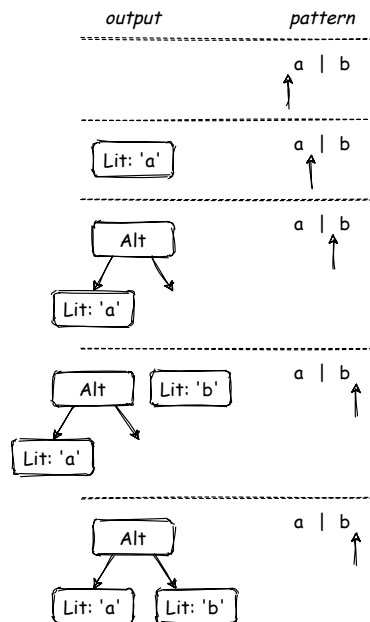 output pattern
a | b
Lit: 'a' a | b
a | b
Alt
Lit: 'a'
a | b
Alt Lit: 'b'
Lit: 'a'
a | b
Alt
Lit: 'a' Lit: 'b'